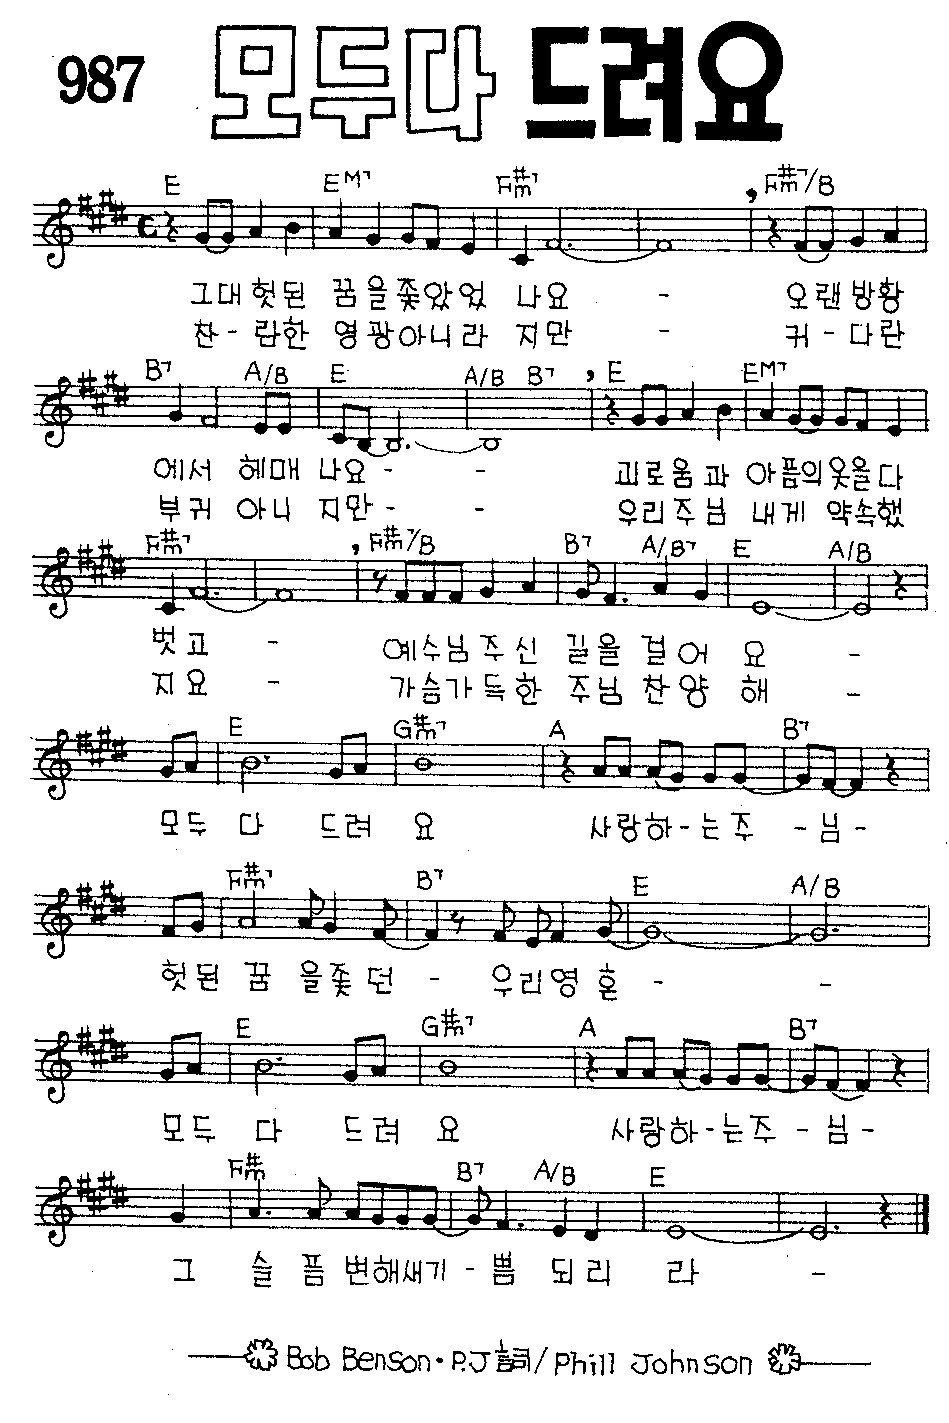 987 모두다 드려요
E EM7 F#m7 F#m7/B
그대 헛된 꿈을좇았었 나요 - 오랜방황
찬-란한 영광아니라 지만 - 귀-다란
B7 A/B E A/B B7 E EM7
에서 헤매 나요- - 괴로움과 아픔의옷을다
부귀 아니 지만- - 우리주님 내게 약속했
F#m7 F#m7/B B7 A/B7 E A/B
벗고 - 예수님주신 길을 걸어 요 -
지요 - 가슴가득한 주님찬양 해 -
E G#m7 A B7
모두 다 드려 요 사랑하-는주 -님-
F#m7 B7 E A/B
헛된 꿈 을좇던 - 우리영혼 - -
E G#m7 A B7
모두 다 드려 요 사랑하-는주-님-
F#m B7 A/B E
그 슬 픔 변해새기-쁨 되리 라 -
Bob Benson·P.J詞/Phill Johnson